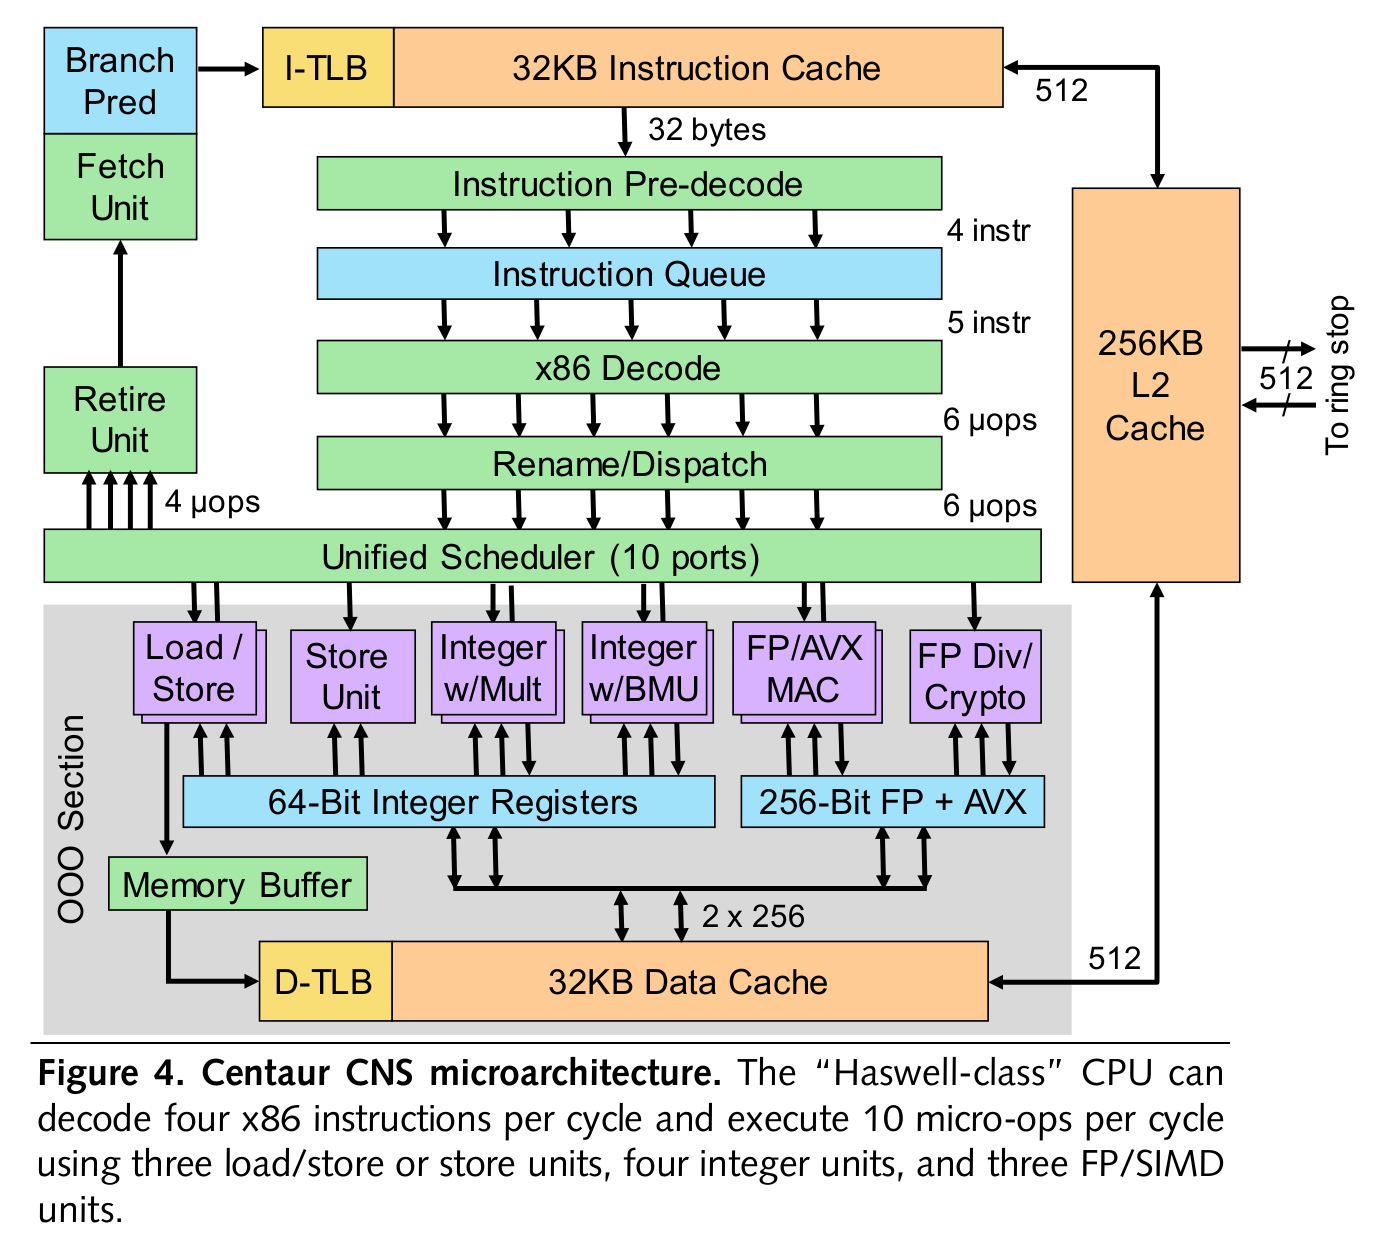 Branch
Pred
I-TLB
32KB Instruction Cache
512
32 bytes
Fetch
Unit
Instruction Pre-decode
4 instr
Instruction Queue
5 instr
x86 Decode
6 µops
Rename/Dispatch
6 µops
256KB
L2
Cache
512
To ring stop
Retire
Unit
4 µops
Unified Scheduler (10 ports)
Load /
Store
Store
Unit
Integer
w/Mult
Integer
w/BMU
FP/AVX
MAC
FP Div/
Crypto
64-Bit Integer Registers
256-Bit FP + AVX
OOO Section
Memory Buffer
2 x 256
D-TLB
32KB Data Cache
512
Figure 4. Centaur CNS microarchitecture. The “Haswell-class” CPU can
decode four x86 instructions per cycle and execute 10 micro-ops per cycle
using three load/store or store units, four integer units, and three FP/SIMD
units.